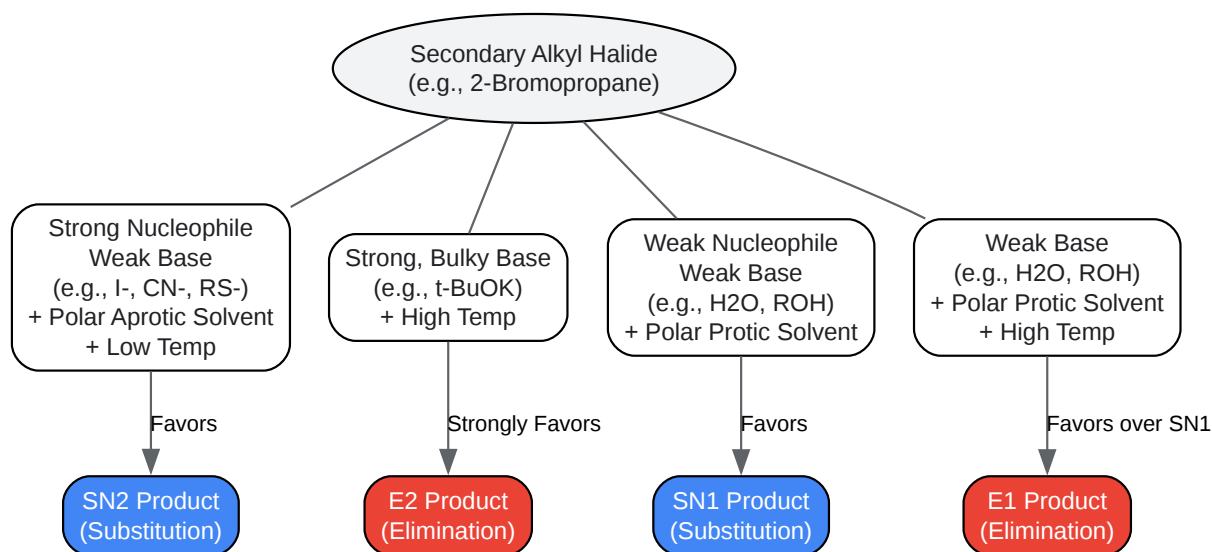 Secondary Alkyl Halide
(e.g., 2-Bromopropane)
Strong Nucleophile
Weak Base
(e.g., I-, CN-, RS-)
+ Polar Aprotic Solvent
+ Low Temp
Strong, Bulky Base
(e.g., t-BuOK)
+ High Temp
Weak Nucleophile
Weak Base
(e.g., H2O, ROH)
+ Polar Protic Solvent
Weak Base
(e.g., H2O, ROH)
+ Polar Protic Solvent
+ High Temp
Favors
Strongly Favors
Favors
Favors over SN1
SN2 Product
(Substitution)
E2 Product
(Elimination)
SN1 Product
(Substitution)
E1 Product
(Elimination)